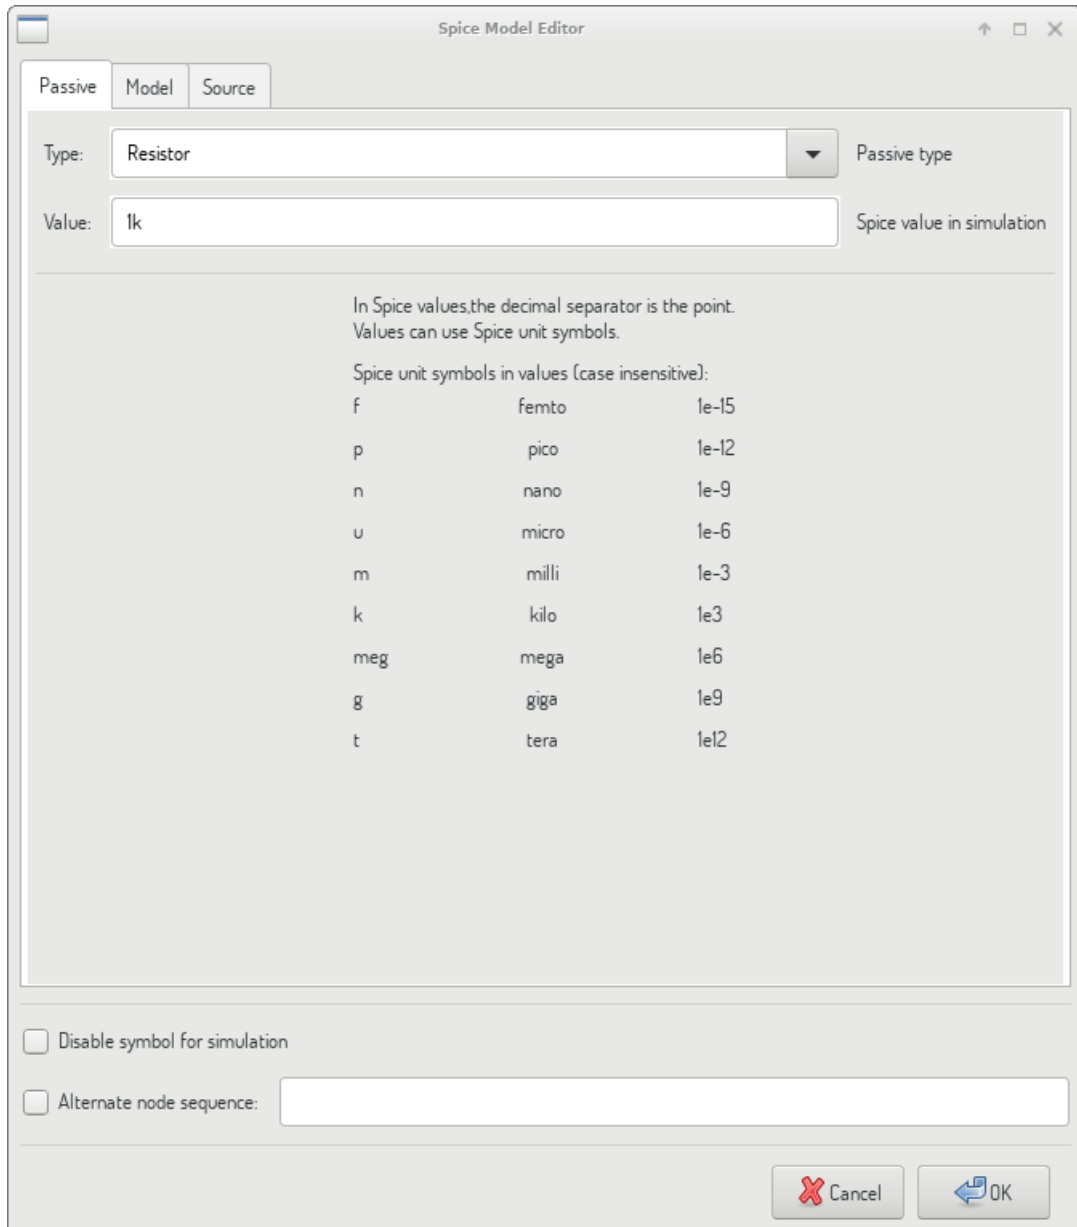 Spice Model Editor
Passive Model Source
Type: Resistor Passive type
Value: 1k Spice value in simulation
In Spice values,the decimal separator is the point.
Values can use Spice unit symbols.
Spice unit symbols in values (case insensitive):
f femto 1e-15
p pico 1e-12
n nano 1e-9
u micro 1e-6
m milli 1e-3
k kilo 1e3
meg mega 1e6
g giga 1e9
t tera 1e12
Disable symbol for simulation
Alternate node sequence:
Cancel OK